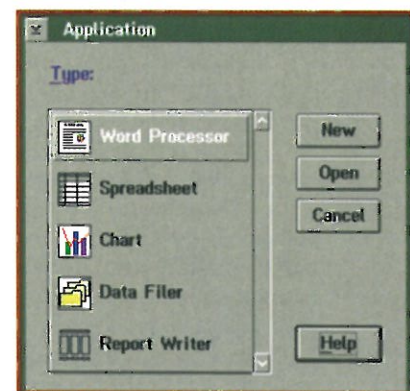 Application
Type:
Word Processor
Spreadsheet
Chart
Data Filer
Report Writer
New
Open
Cancel
Help